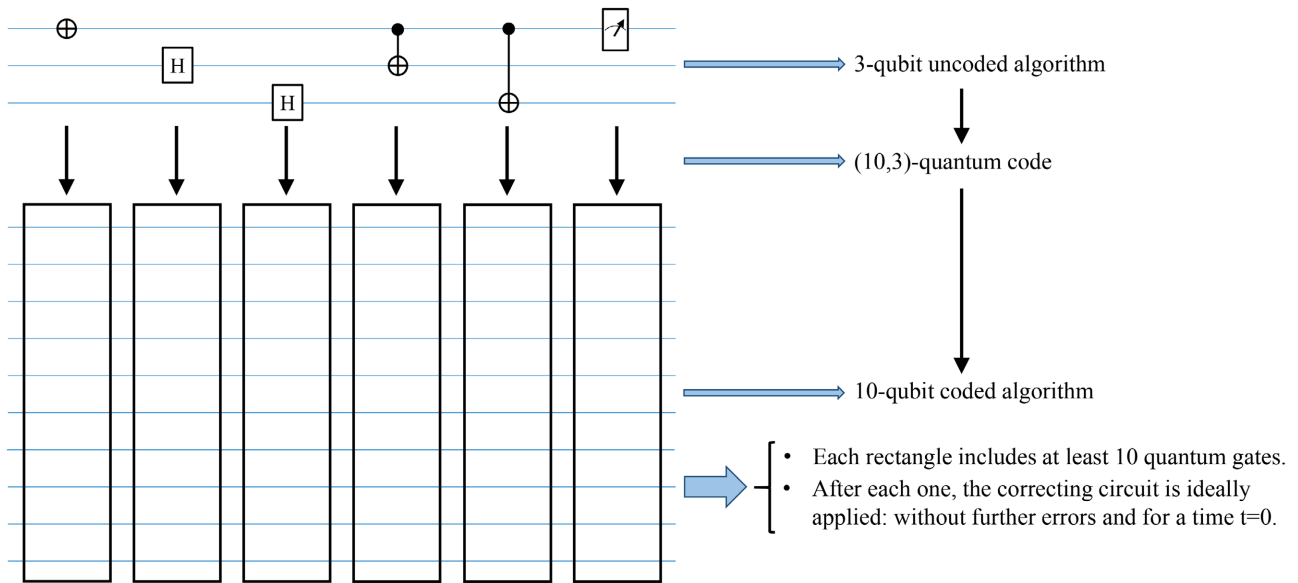 H
H
3-qubit uncoded algorithm
(10,3)-quantum code
10-qubit coded algorithm
• Each rectangle includes at least 10 quantum gates.
• After each one, the correcting circuit is ideally
applied: without further errors and for a time t=0.